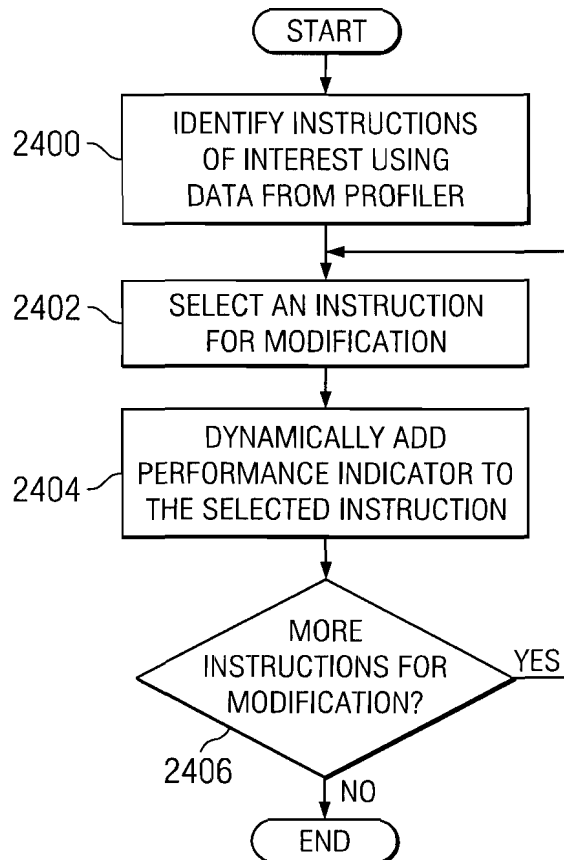 START
2400
IDENTIFY INSTRUCTIONS
OF INTEREST USING
DATA FROM PROFILER
2402
SELECT AN INSTRUCTION
FOR MODIFICATION
2404
DYNAMICALLY ADD
PERFORMANCE INDICATOR TO
THE SELECTED INSTRUCTION
MORE
INSTRUCTIONS FOR
MODIFICATION?
YES
2406
NO
END